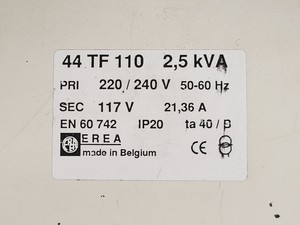 44 TF 110 2,5 kVA
PRI 220 / 240 V 50-60 Hz
SEC 117 V 21,36 A
EN 60 742 IP20 ta 40 / B
EREA
made in Belgium CE